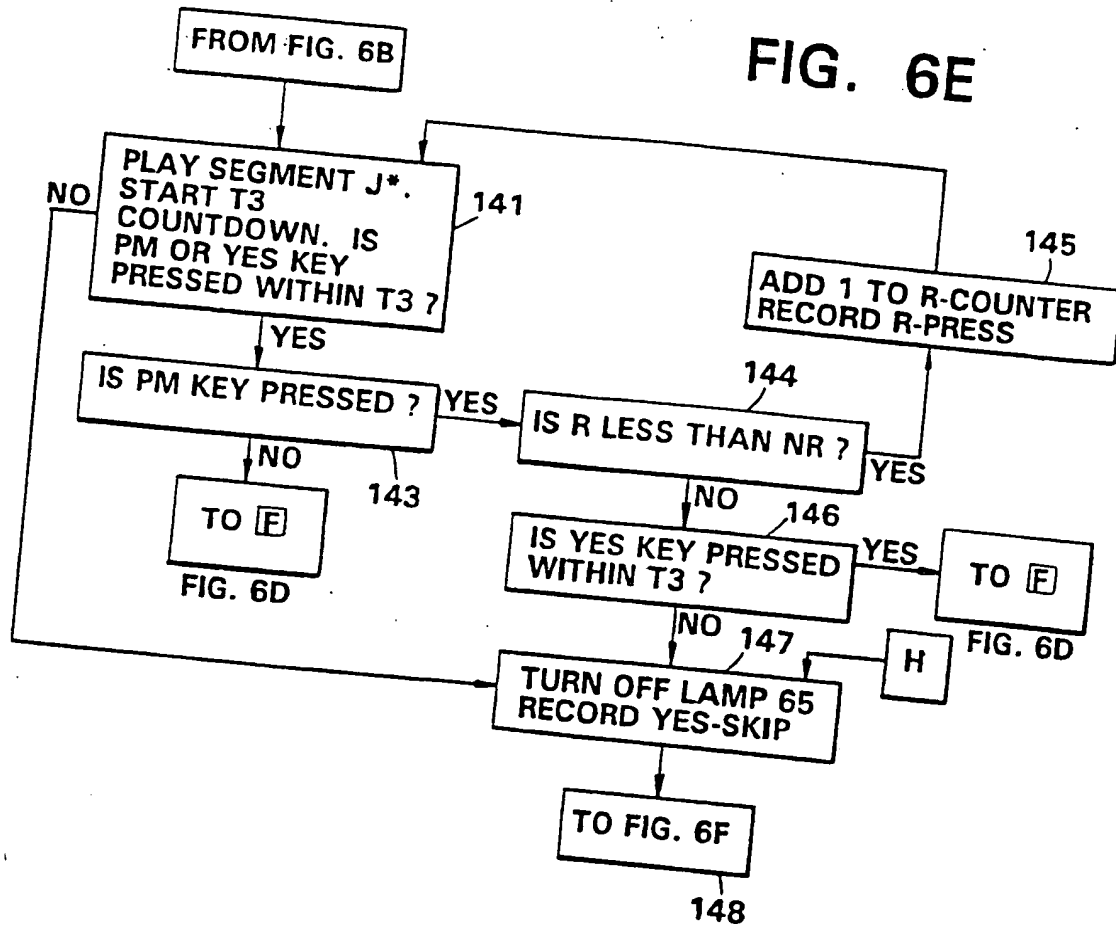 FROM FIG. 6B
FIG. 6E
PLAY SEGMENT J*.
START T3
COUNTDOWN. IS
PM OR YES KEY
PRESSED WITHIN T3 ?
NO
141
YES
145
ADD 1 TO R-COUNTER
RECORD R-PRESS
IS PM KEY PRESSED ?
YES
144
IS R LESS THAN NR ?
YES
NO
143
TO F
FIG. 6D
NO
146
IS YES KEY PRESSED
WITHIN T3 ?
YES
TO F
FIG. 6D
NO
147
H
TURN OFF LAMP 65
RECORD YES-SKIP
TO FIG. 6F
148